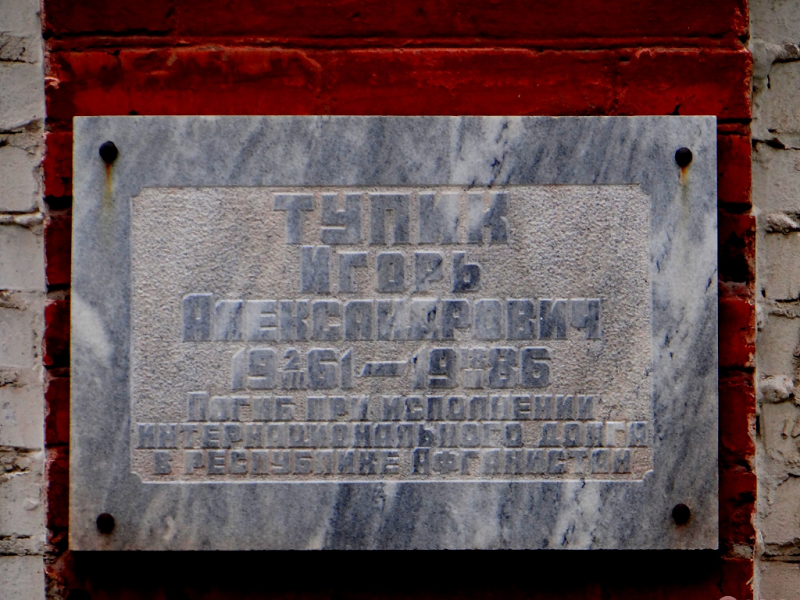 ТУПИК
Игорь
Александрович
1961 — 1986
Погиб при исполнении
интернационального долга
в республике Афганистан